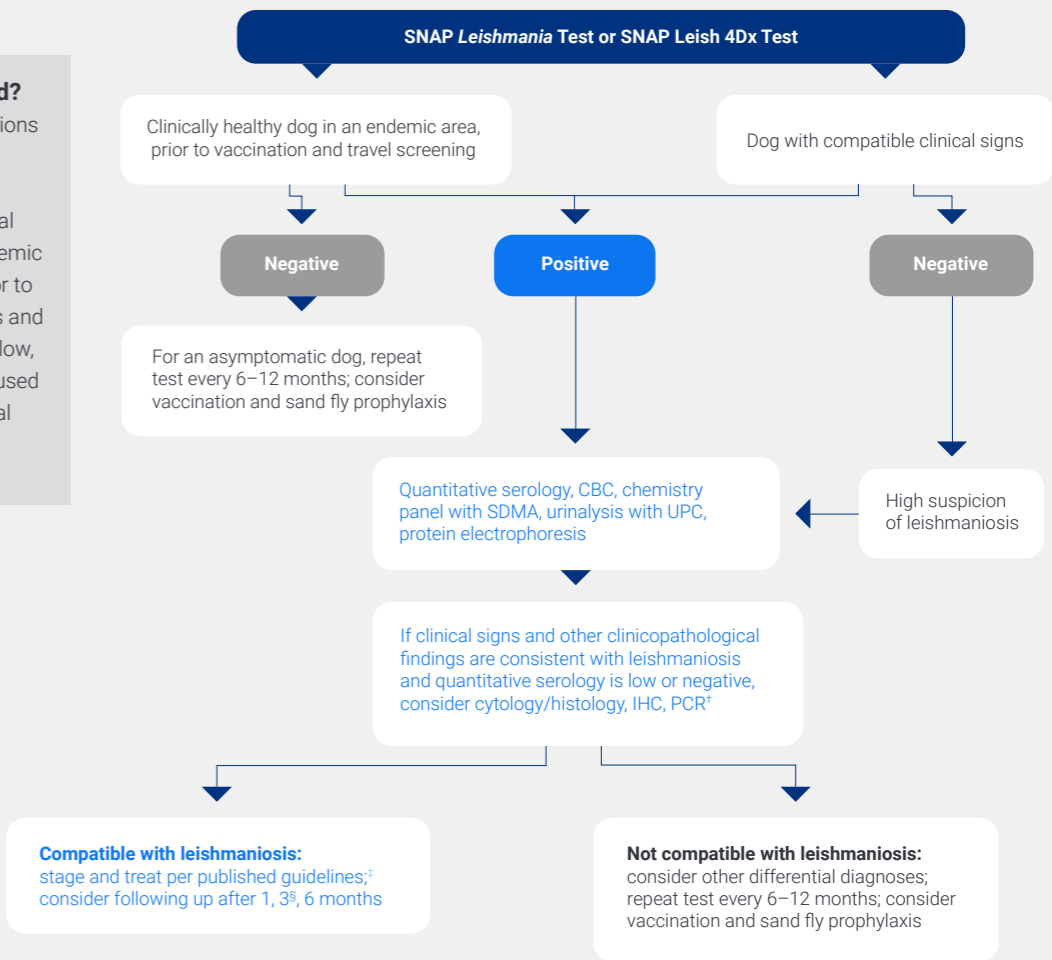 SNAP Leishmania Test or SNAP Leish 4Dx Test
d?
ions
al
emic
or to
s and
low,
used
al
Clinically healthy dog in an endemic area,
prior to vaccination and travel screening
Dog with compatible clinical signs
Negative
Positive
Negative
For an asymptomatic dog, repeat
test every 6–12 months; consider
vaccination and sand fly prophylaxis
Quantitative serology, CBC, chemistry
panel with SDMA, urinalysis with UPC,
protein electrophoresis
High suspicion
of leishmaniosis
If clinical signs and other clinicopathological
findings are consistent with leishmaniosis
and quantitative serology is low or negative,
consider cytology/histology, IHC, PCR†
Compatible with leishmaniosis:
stage and treat per published guidelines;‡
consider following up after 1, 3§, 6 months
Not compatible with leishmaniosis:
consider other differential diagnoses;
repeat test every 6–12 months; consider
vaccination and sand fly prophylaxis